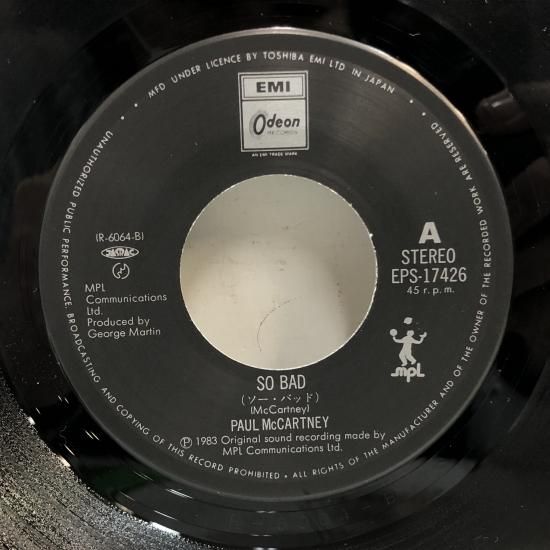 • MFD UNDER LICENCE BY TOSHIBA EMI LTD IN JAPAN •
UNAUTHORIZED PUBLIC PERFORMANCE, BROADCASTING AND COPYING OF THIS RECORD PROHIBITED • ALL RIGHTS OF THE MANUFACTURER AND OF THE OWNER OF THE RECORDED WORK ARE RESERVED
EMI
Odeon
RECORDS
AN EMI TRADE MARK
(R-6064-B)
JASRAC
MPL
Communications
Ltd.
Produced by
George Martin
A
STEREO
EPS-17426
45 r.p.m.
mpl
SO BAD
(ソー・バッド)
(McCartney)
PAUL McCARTNEY
Ⓟ 1983 Original sound recording made by
MPL Communications Ltd.